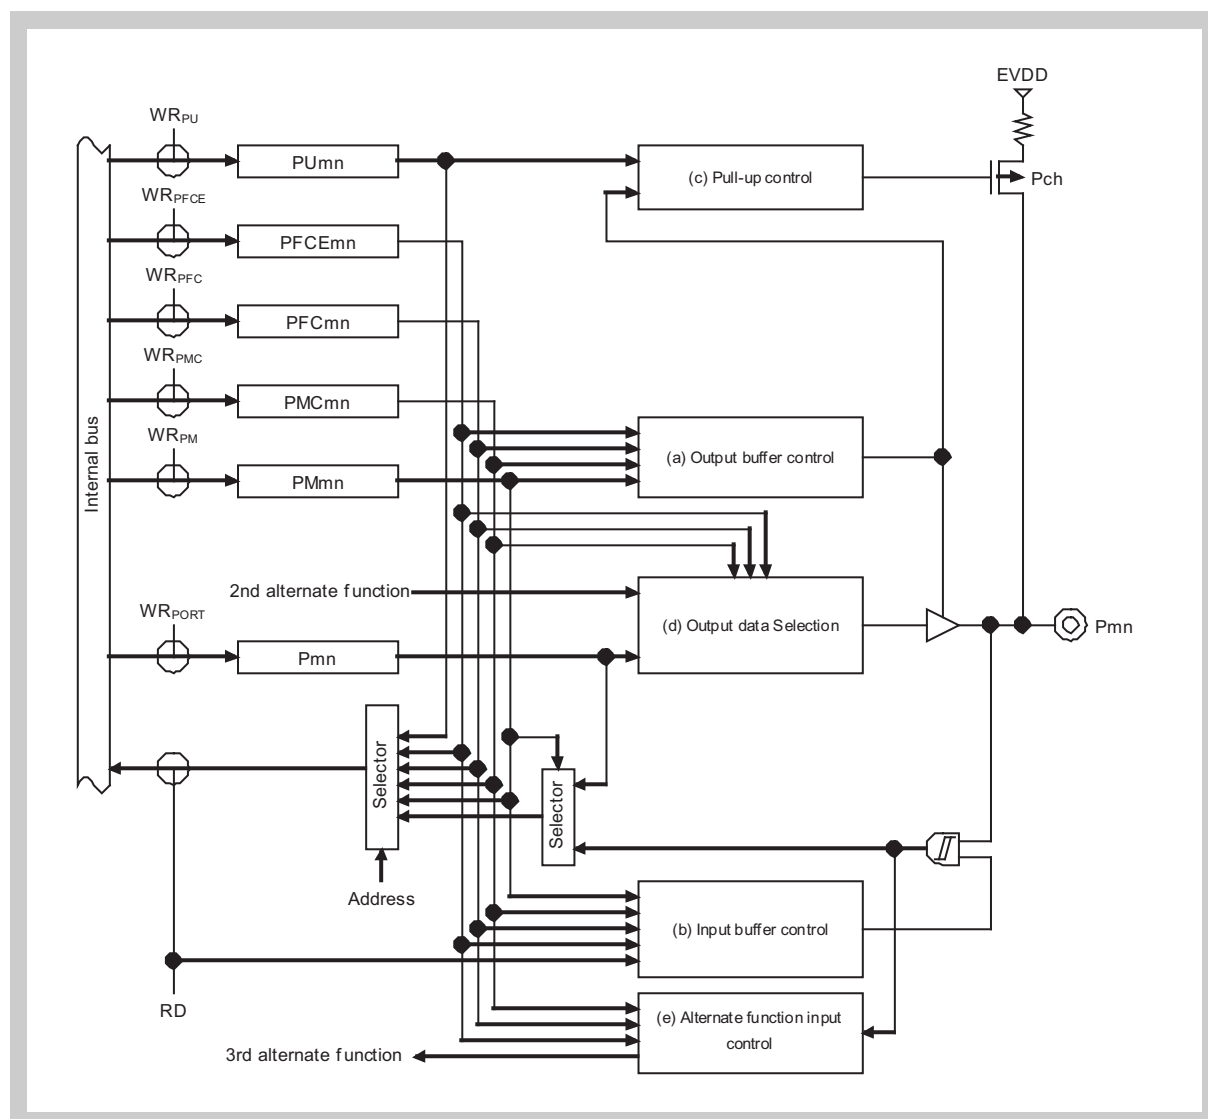 EVDD
WRPU
PUmn
(c) Pull-up control
Pch
WRPFCE
PFCEmn
WRPFC
PFCmn
WRPMC
PMCmn
Internal bus
WRPM
PMmn
(a) Output buffer control
2nd alternate function
WRPORT
Pmn
(d) Output data Selection
Pmn
Selector
Selector
Address
(b) Input buffer control
RD
(e) Alternate function input
control
3rd alternate function